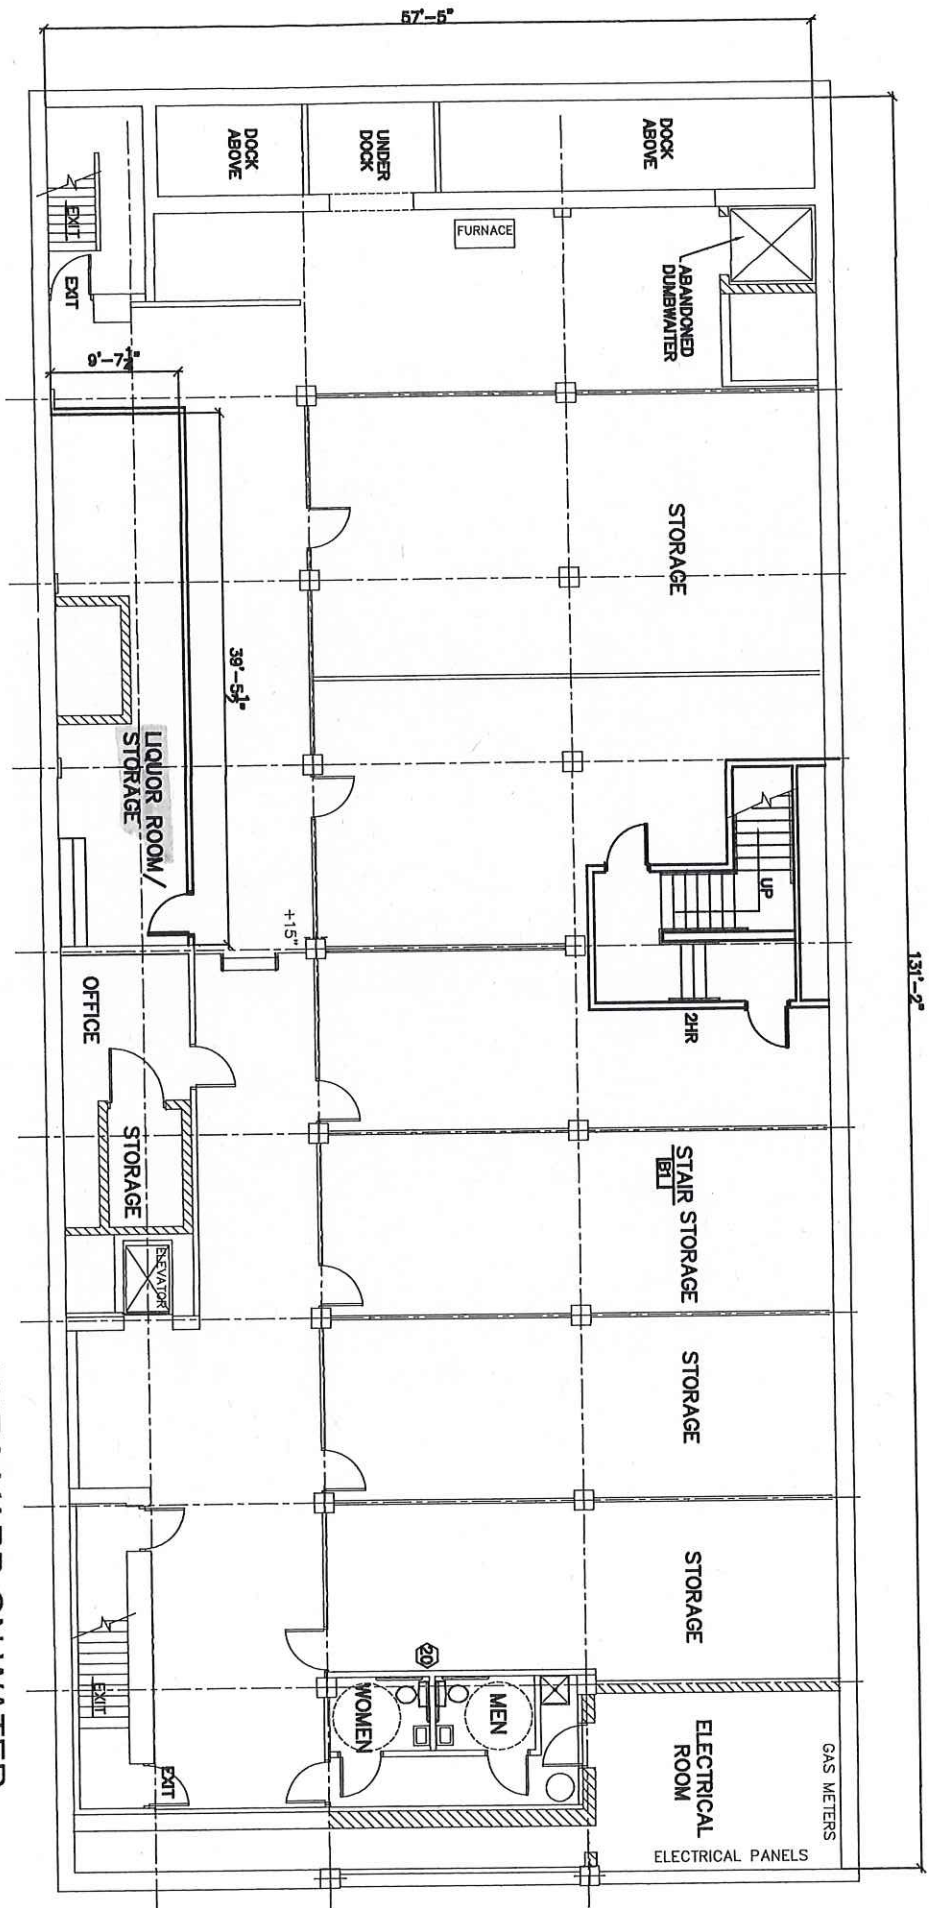 57'-5"
131'-2"
DOCK
ABOVE
UNDER
DOCK
DOCK
ABOVE
EXIT
EXIT
FURNACE
ABANDONED
DUMBWAITER
9'-7½"
39'-5½"
STORAGE
LIQUOR ROOM/
STORAGE
UP
+15"
2HR
OFFICE
STORAGE
ELEVATOR
STAIR STORAGE
B1
STORAGE
STORAGE
20
WOMEN
MEN
EXIT
EXIT
ELECTRICAL
ROOM
GAS METERS
ELECTRICAL PANELS
ON WATER